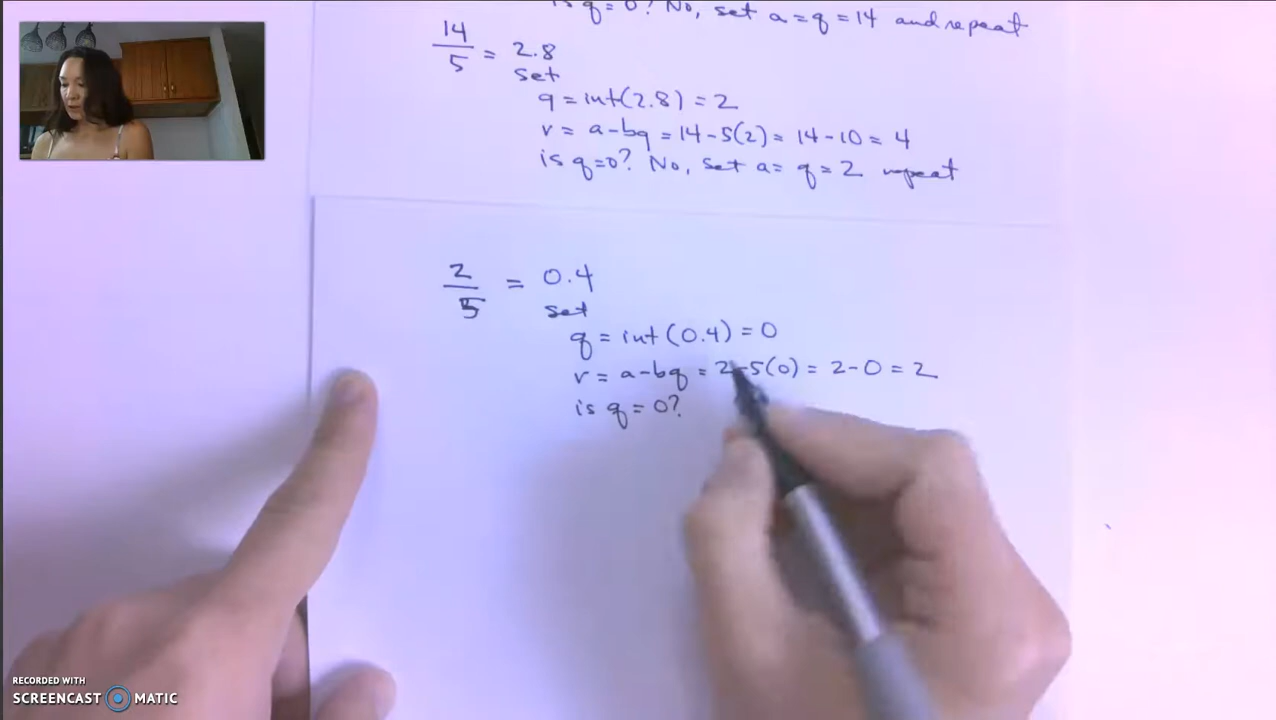 is q = 0? No, set a = q = 14 and repeat
14
5
= 2.8
set
q = int(2.8) = 2
r = a-bq = 14-5(2) = 14-10 = 4
is q=0? No, set a = q = 2 repeat
2
5
= 0.4
set
q = int(0.4) = 0
r = a-bq = 2-5(0) = 2-0 = 2
is q = 0?
RECORDED WITH
SCREENCAST MATIC